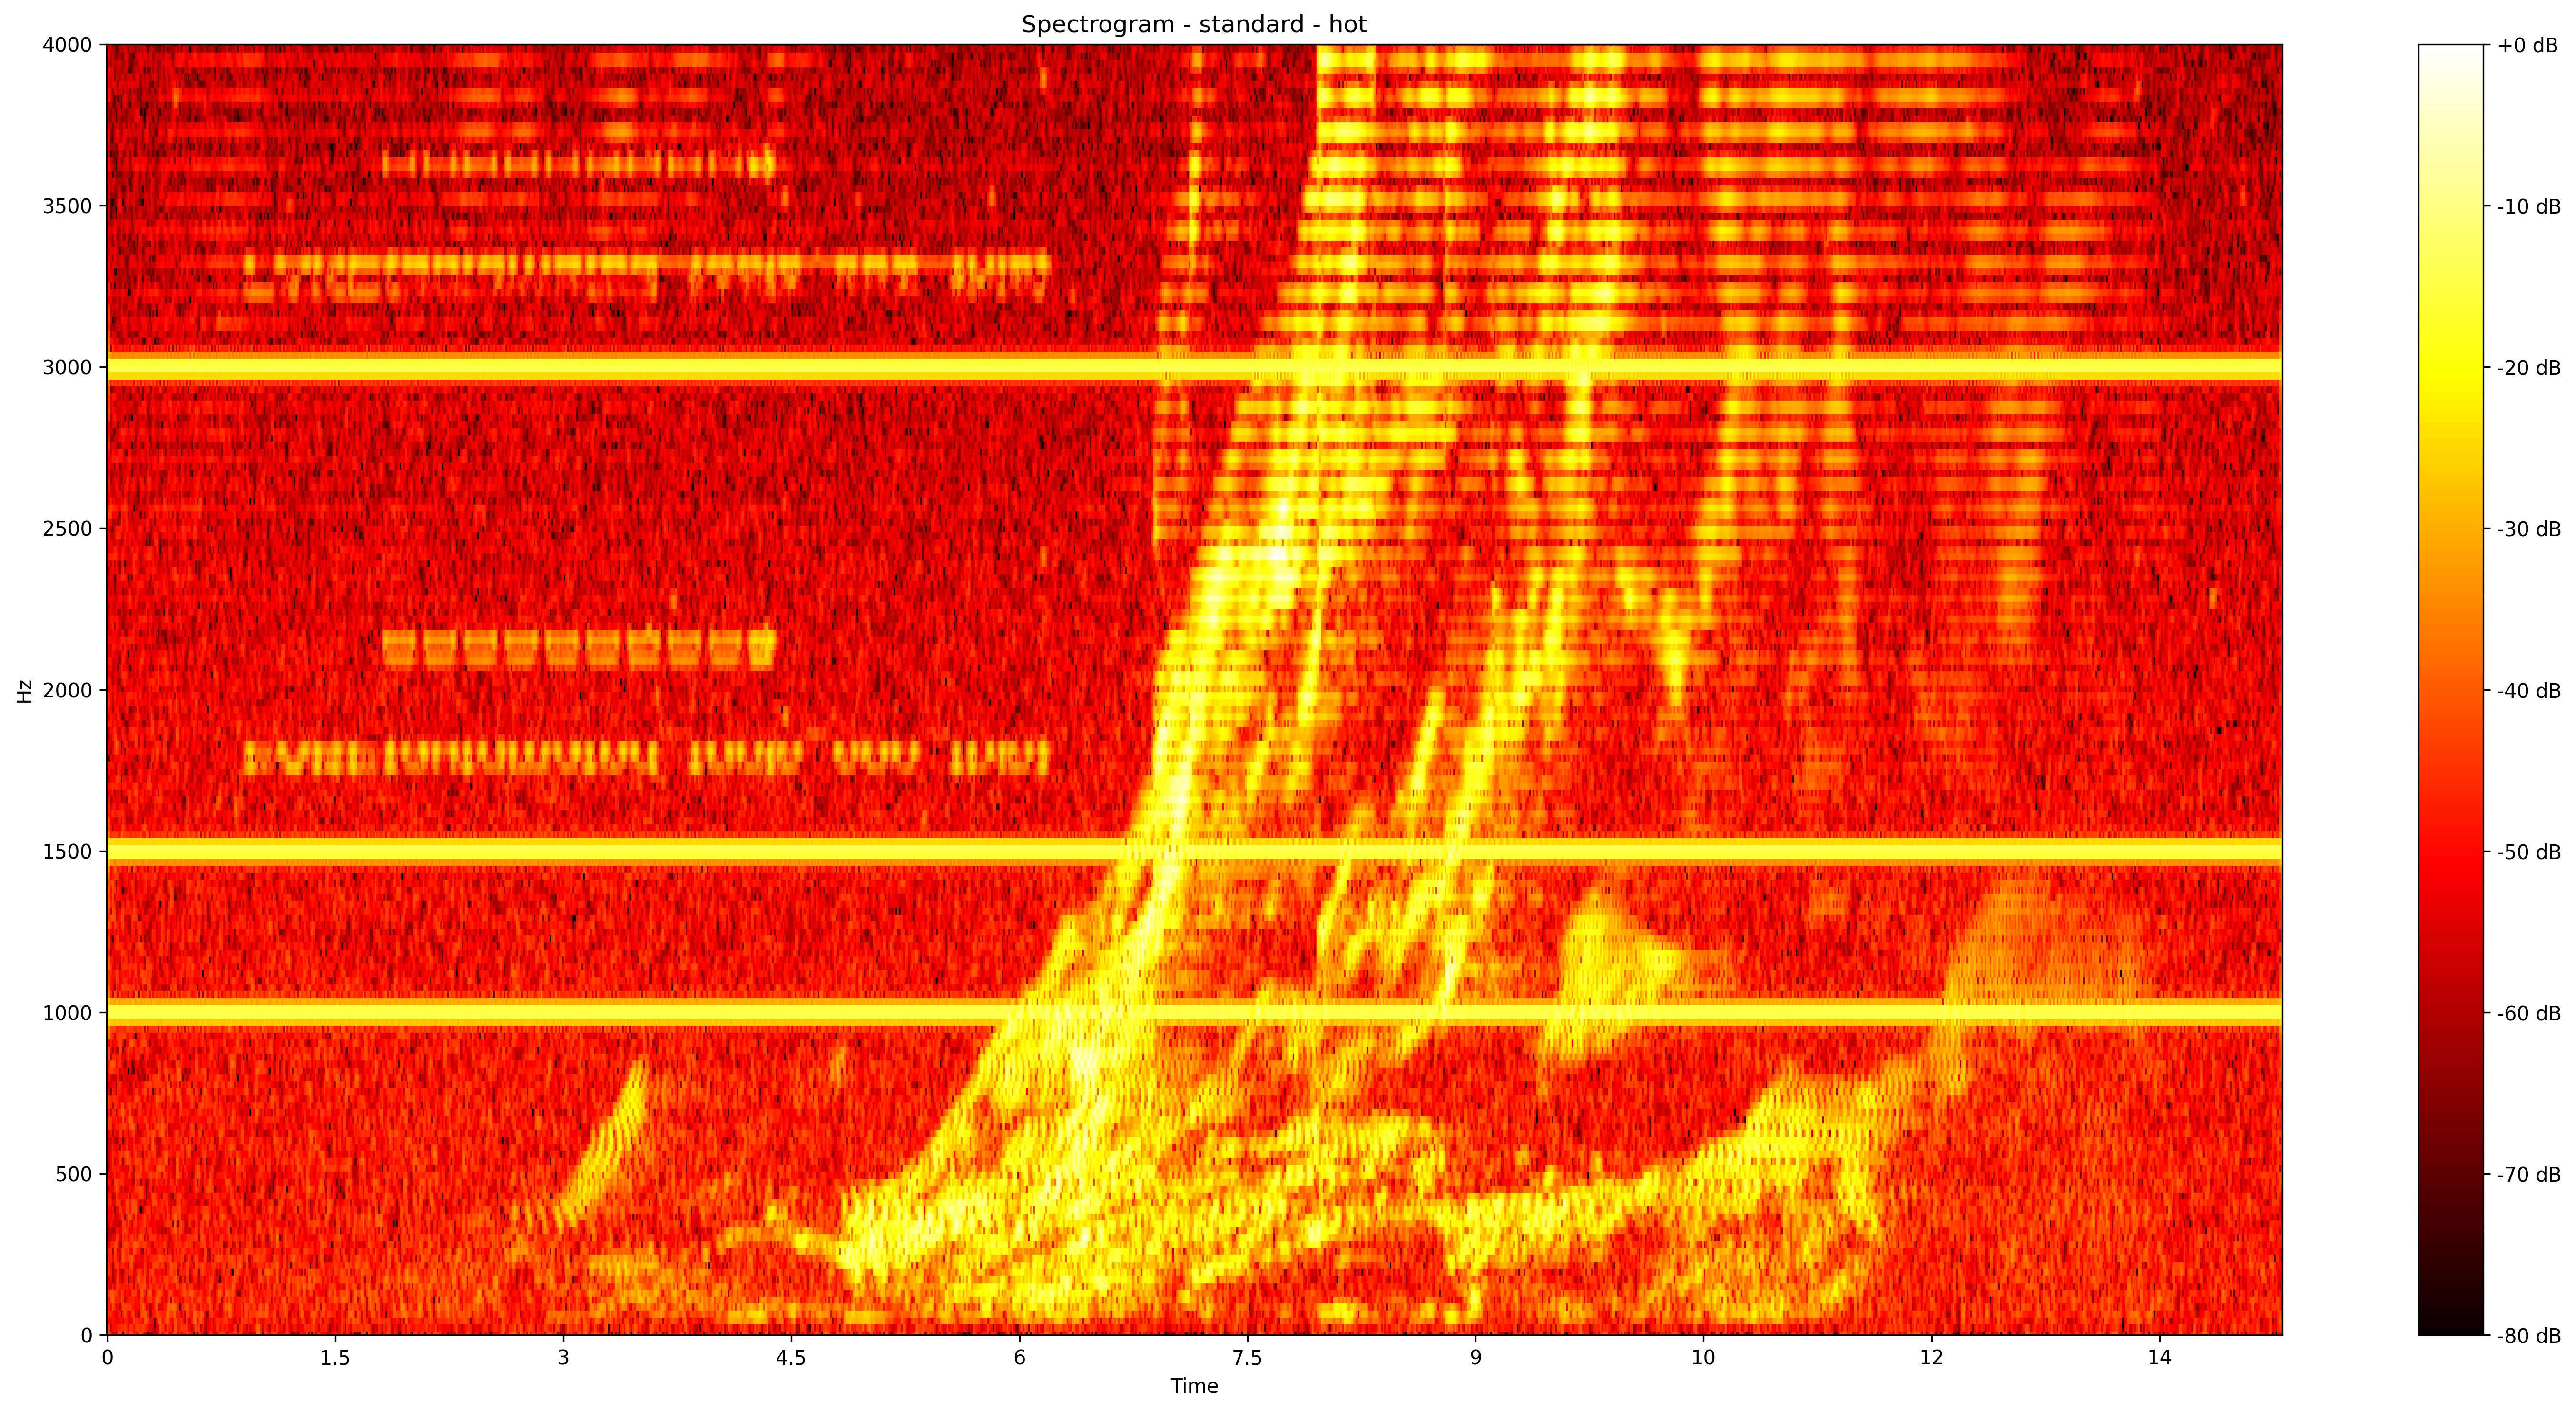 Spectrogram - standard - hot
4000
3500
3000
2500
2000
1500
1000
500
0
Hz
0
1.5
3
4.5
6
7.5
9
10
12
14
Time
+0 dB
-10 dB
-20 dB
-30 dB
-40 dB
-50 dB
-60 dB
-70 dB
-80 dB